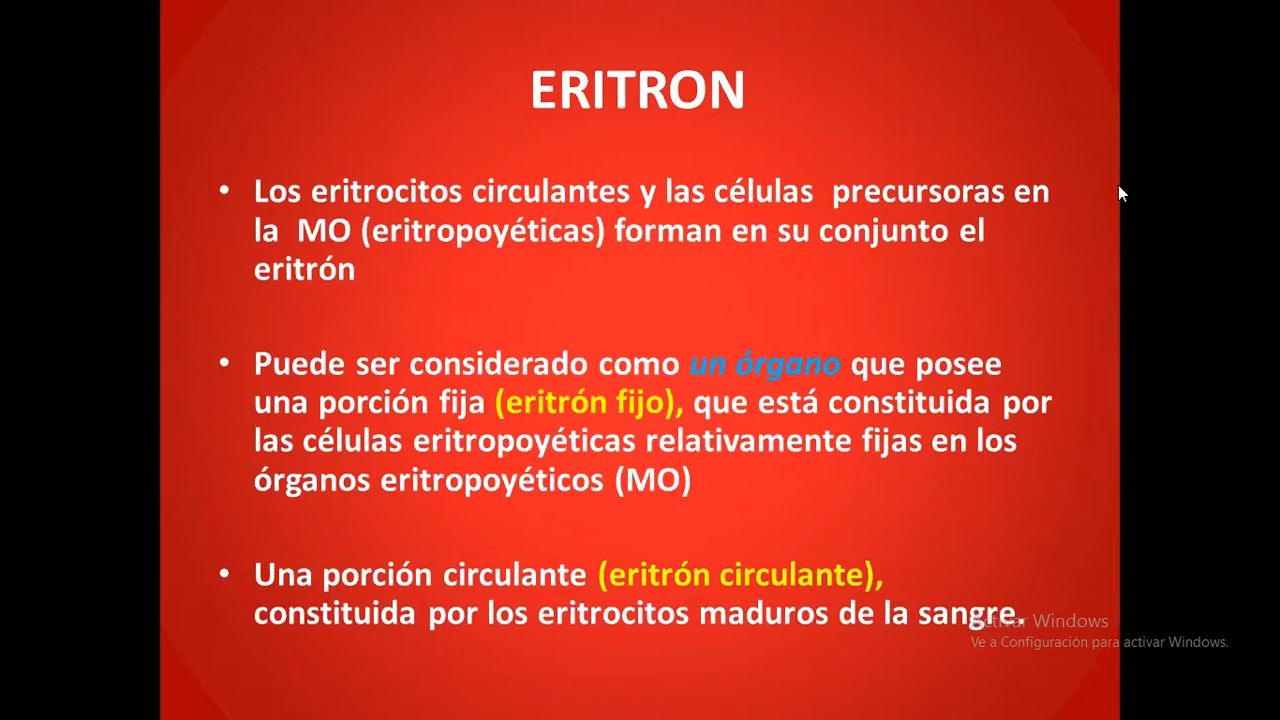 ERITRON
• Los eritrocitos circulantes y las células precursoras en
la MO (eritropoyéticas) forman en su conjunto el
eritrón
• Puede ser considerado como un órgano que posee
una porción fija (eritrón fijo), que está constituida por
las células eritropoyéticas relativamente fijas en los
órganos eritropoyéticos (MO)
• Una porción circulante (eritrón circulante),
constituida por los eritrocitos maduros de la sangre.
Activar Windows
Ve a Configuración para activar Windows.